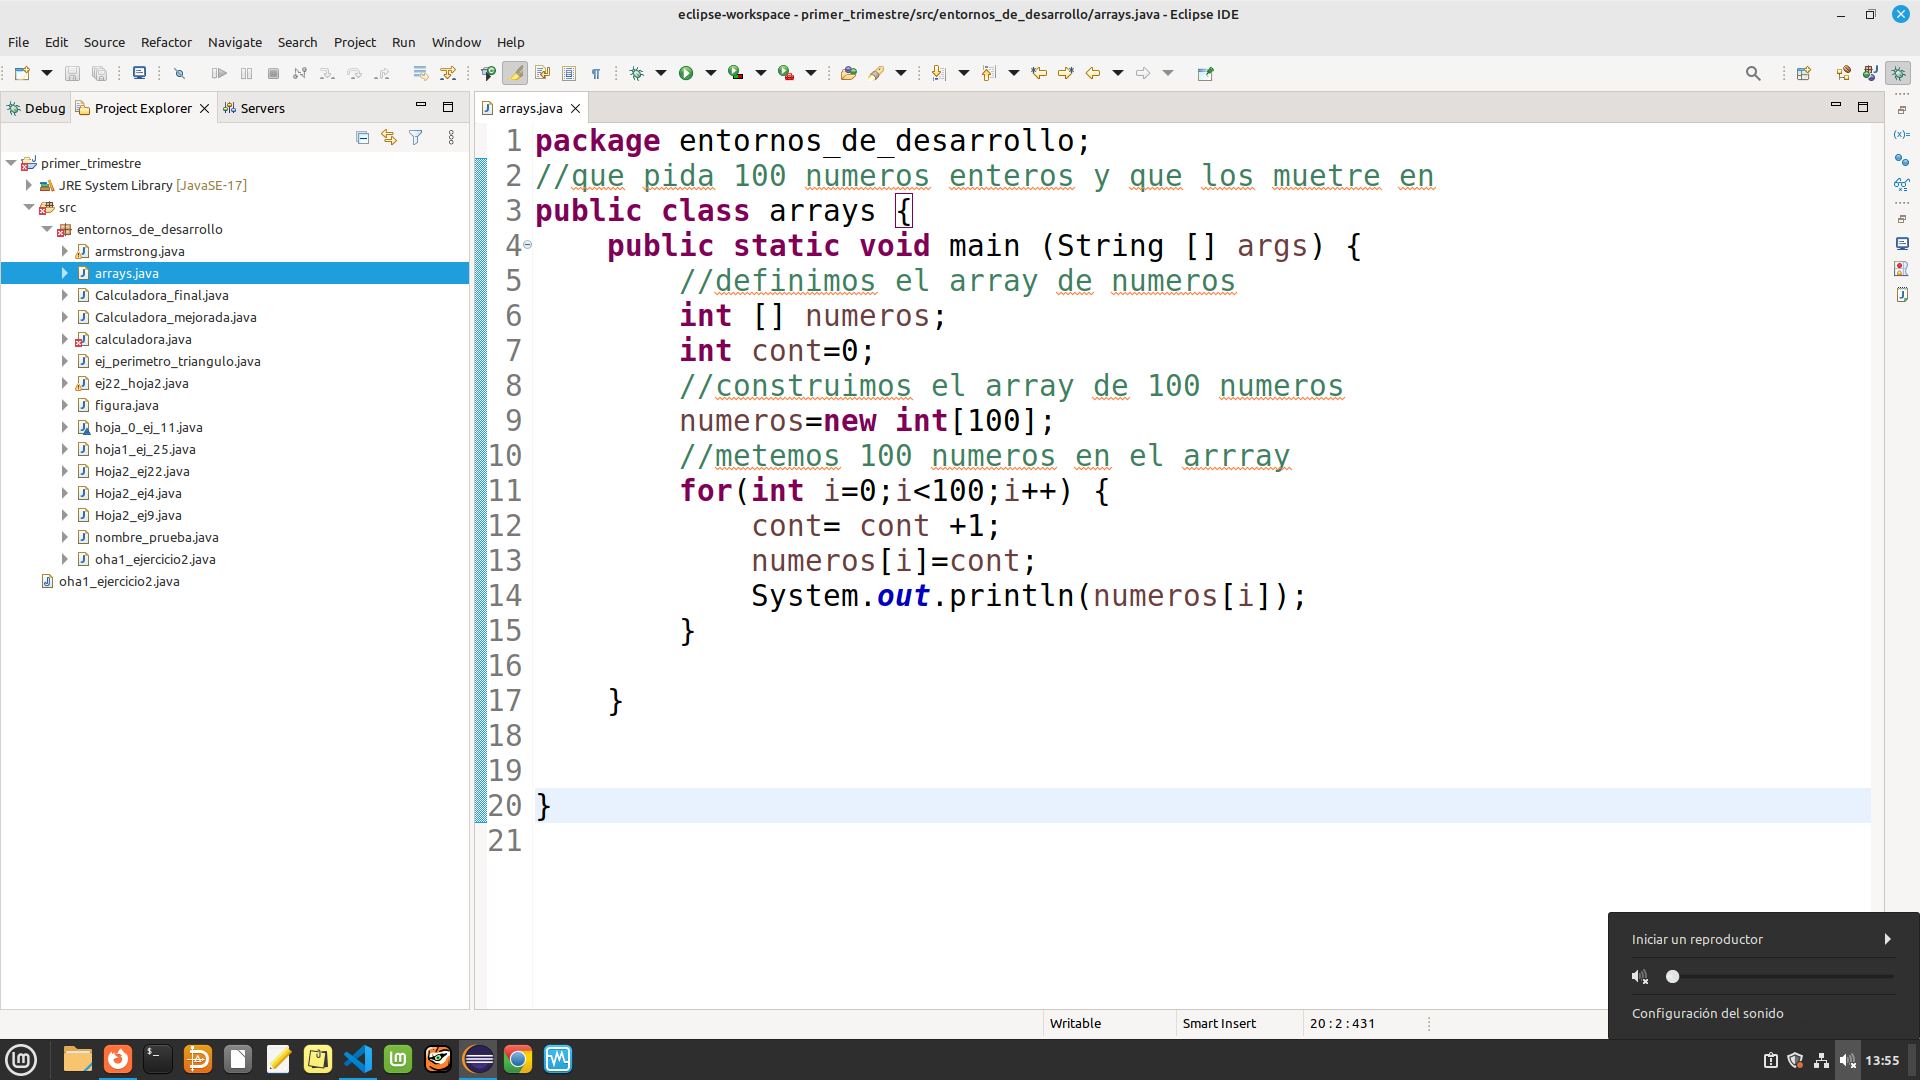 eclipse-workspace - primer_trimestre/src/entornos_de_desarrollo/arrays.java - Eclipse IDE
File Edit Source Refactor Navigate Search Project Run Window Help
Debug Project Explorer Servers
arrays.java
primer_trimestre
JRE System Library [JavaSE-17]
src
entornos_de_desarrollo
armstrong.java
arrays.java
Calculadora_final.java
Calculadora_mejorada.java
calculadora.java
ej_perimetro_triangulo.java
ej22_hoja2.java
figura.java
hoja_0_ej_11.java
hoja1_ej_25.java
Hoja2_ej22.java
Hoja2_ej4.java
Hoja2_ej9.java
nombre_prueba.java
oha1_ejercicio2.java
oha1_ejercicio2.java
1 package entornos_de_desarrollo;
2 //que pida 100 numeros enteros y que los muetre en
3 public class arrays {
4 public static void main (String [] args) {
5 //definimos el array de numeros
6 int [] numeros;
7 int cont=0;
8 //construimos el array de 100 numeros
9 numeros=new int[100];
10 //metemos 100 numeros en el arrray
11 for(int i=0;i<100;i++) {
12 cont= cont +1;
13 numeros[i]=cont;
14 System.out.println(numeros[i]);
15 }
16
17 }
18
19
20 }
21
Iniciar un reproductor
Configuración del sonido
Writable Smart Insert 20 : 2 : 431
13:55